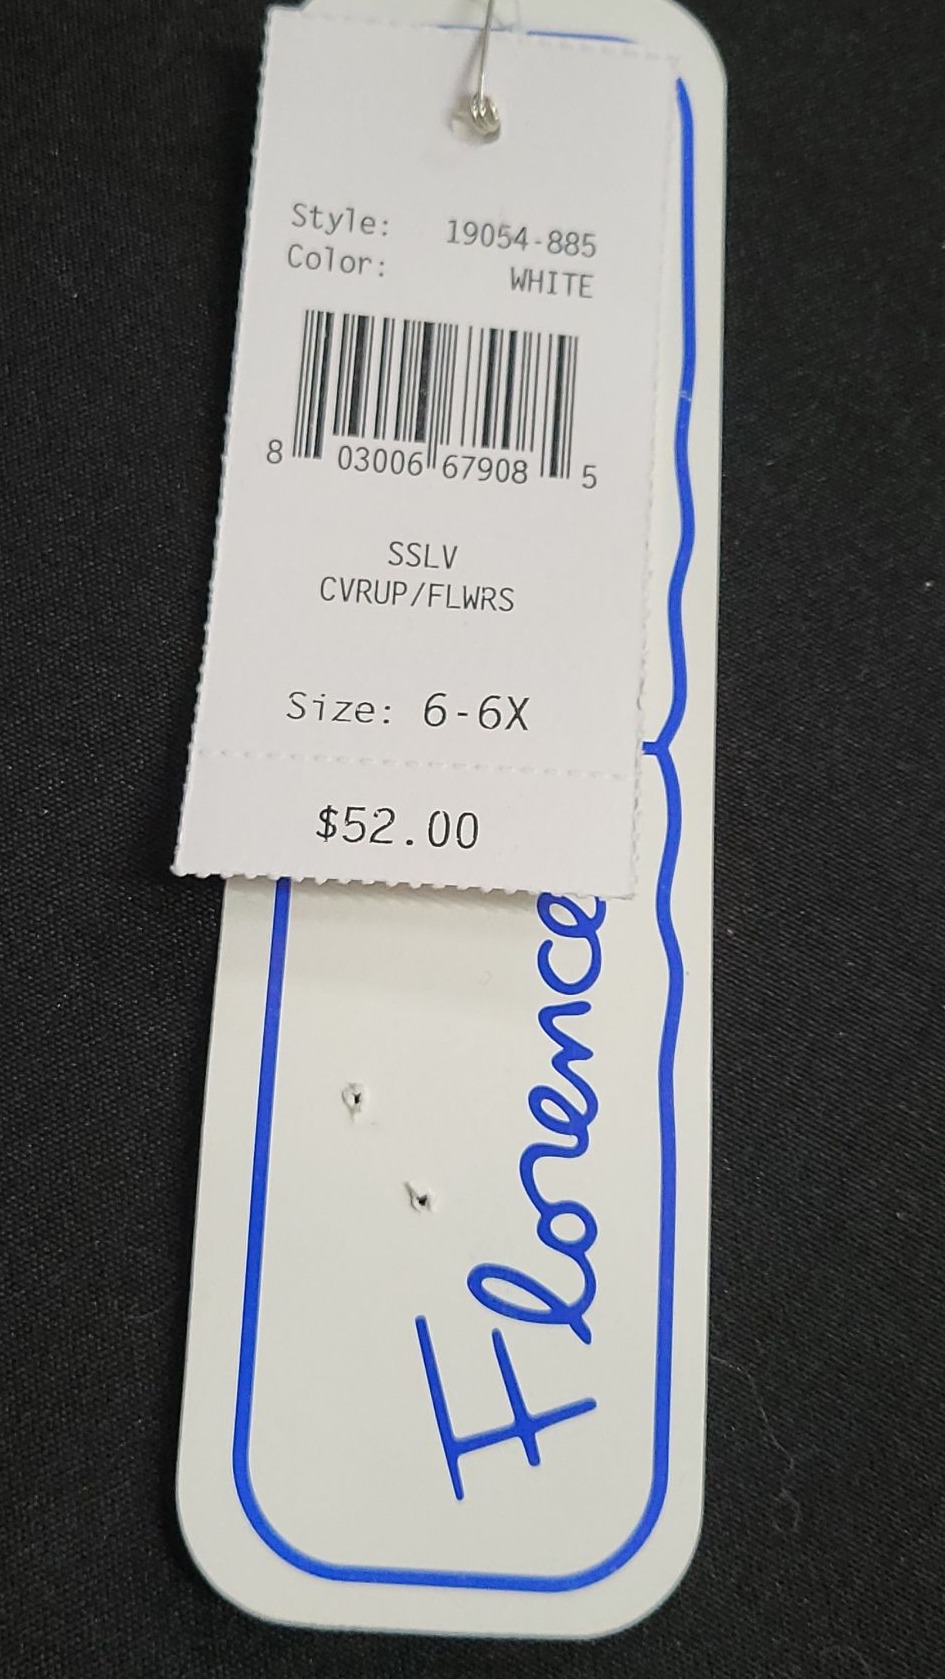 Style: 19054-885
Color: WHITE
8 03006 67908 5
SSLV
CVRUP/FLWRS
Size: 6-6X
$52.00
Florence